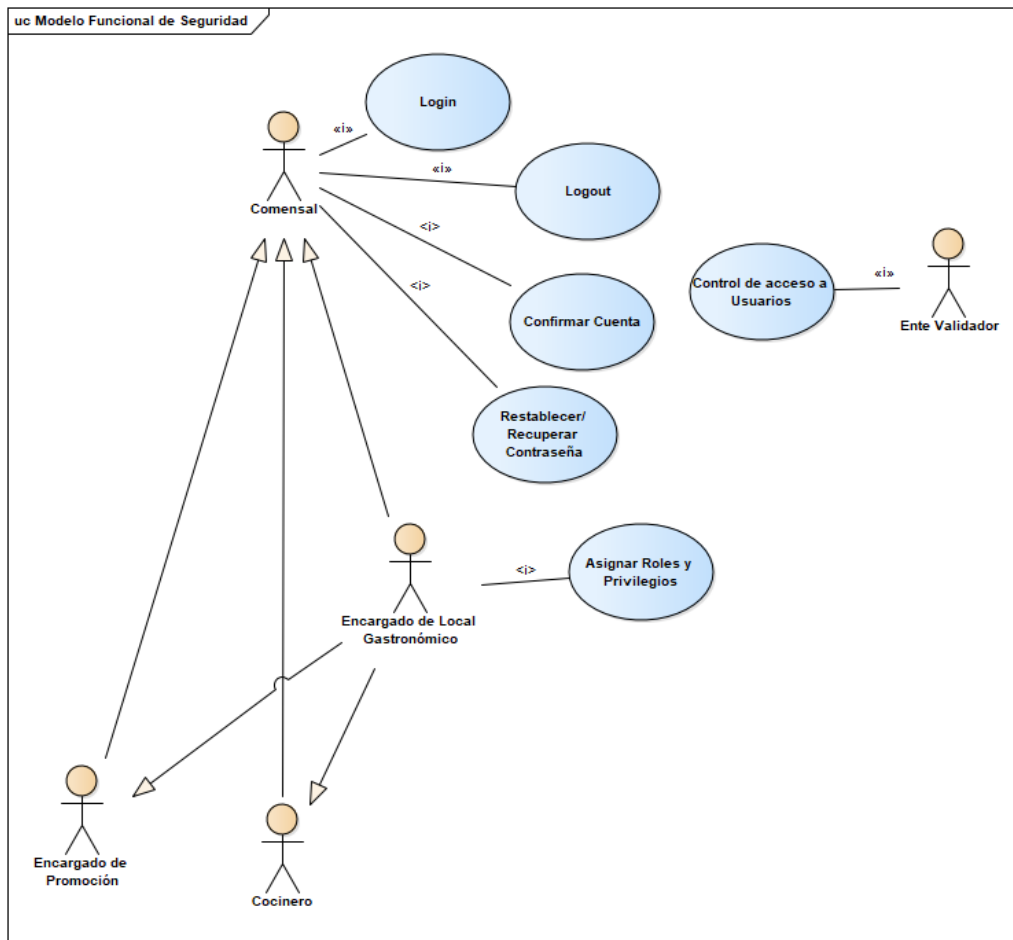 uc Modelo Funcional de Seguridad
Login
«i»
Comensal
«i»
Logout
<i>
Confirmar Cuenta
<i>
Restablecer/
Recuperar
Contraseña
Control de acceso a
Usuarios
«i»
Ente Validador
Encargado de Local
Gastronómico
<i>
Asignar Roles y
Privilegios
Encargado de
Promoción
Cocinero